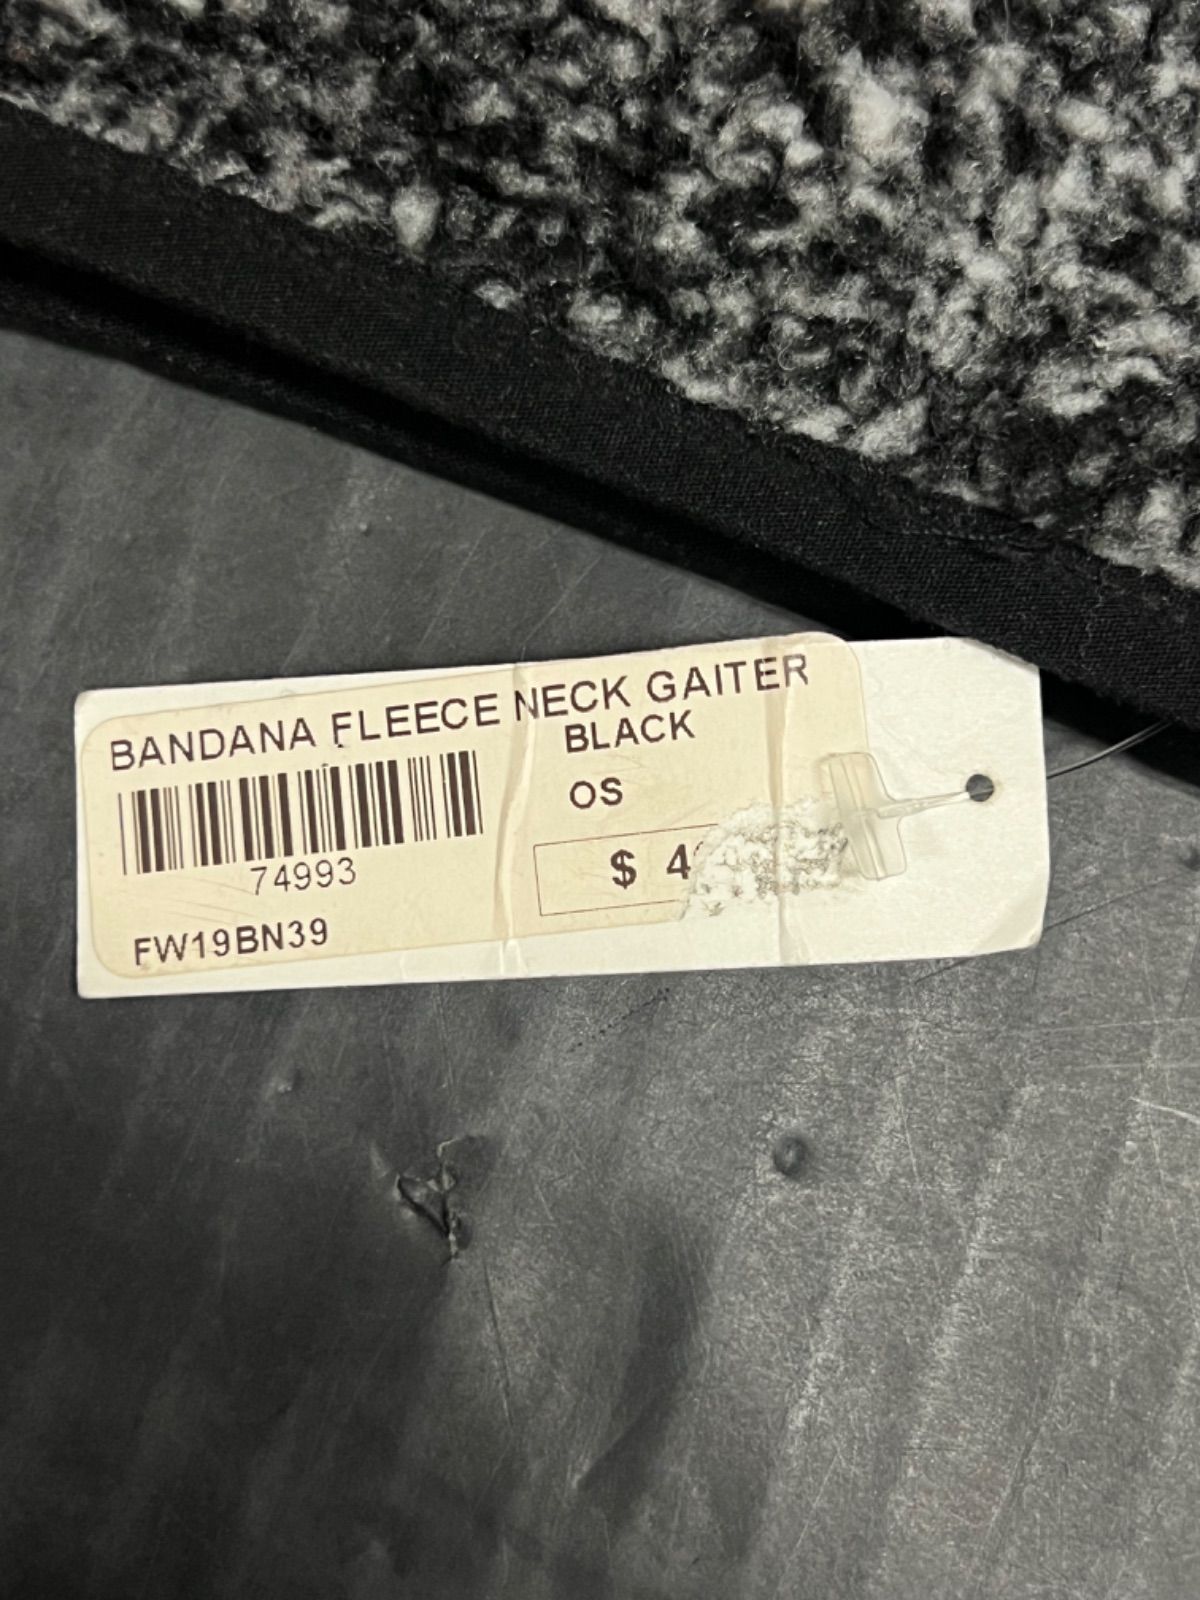 BANDANA FLEECE NECK GAITER
BLACK
OS
74993
$ 4
FW19BN39